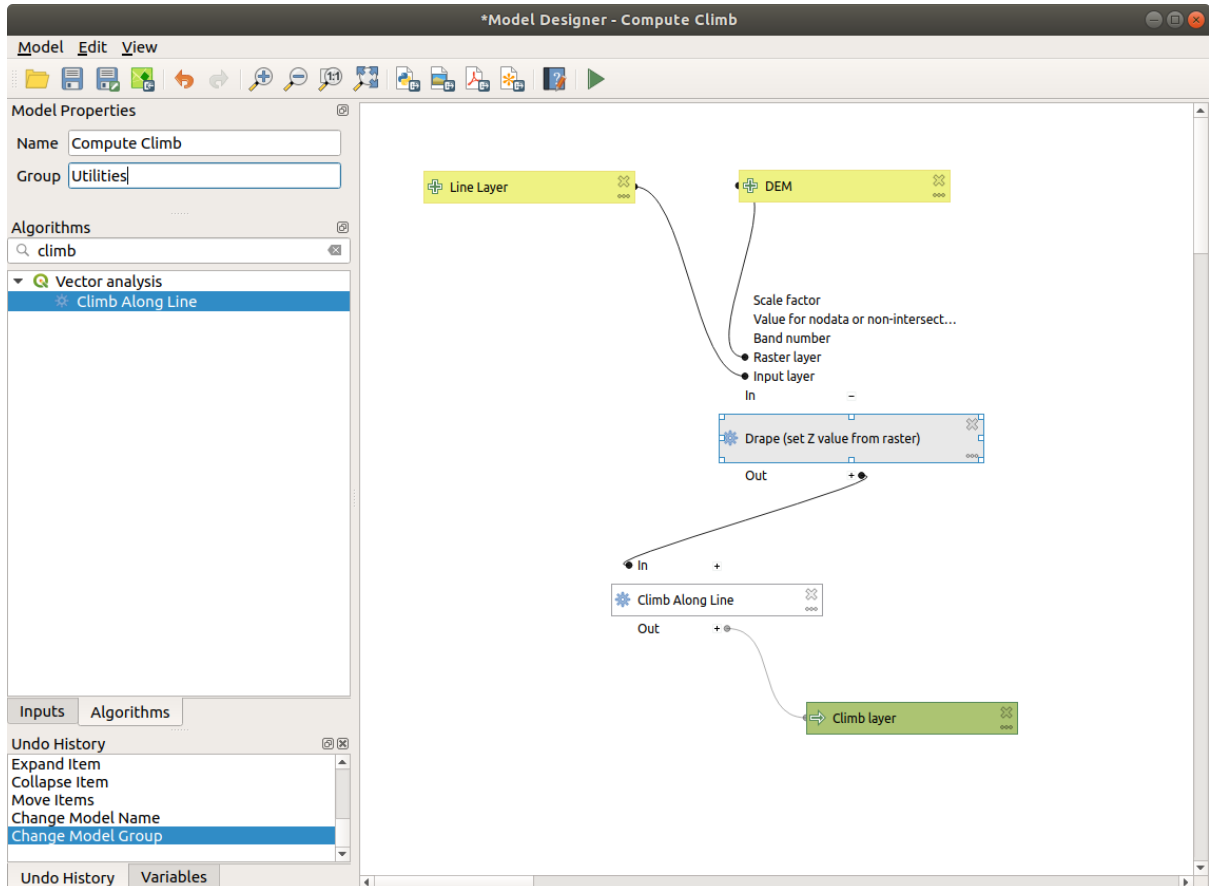 *Model Designer - Compute Climb
Model Edit View
Model Properties
Name Compute Climb
Group Utilities
Algorithms
climb
Vector analysis
Climb Along Line
Inputs Algorithms
Undo History
Expand Item
Collapse Item
Move Items
Change Model Name
Change Model Group
Undo History Variables
Line Layer
DEM
Scale factor
Value for nodata or non-intersect…
Band number
Raster layer
Input layer
In -
Drape (set Z value from raster)
Out +
In +
Climb Along Line
Out +
Climb layer